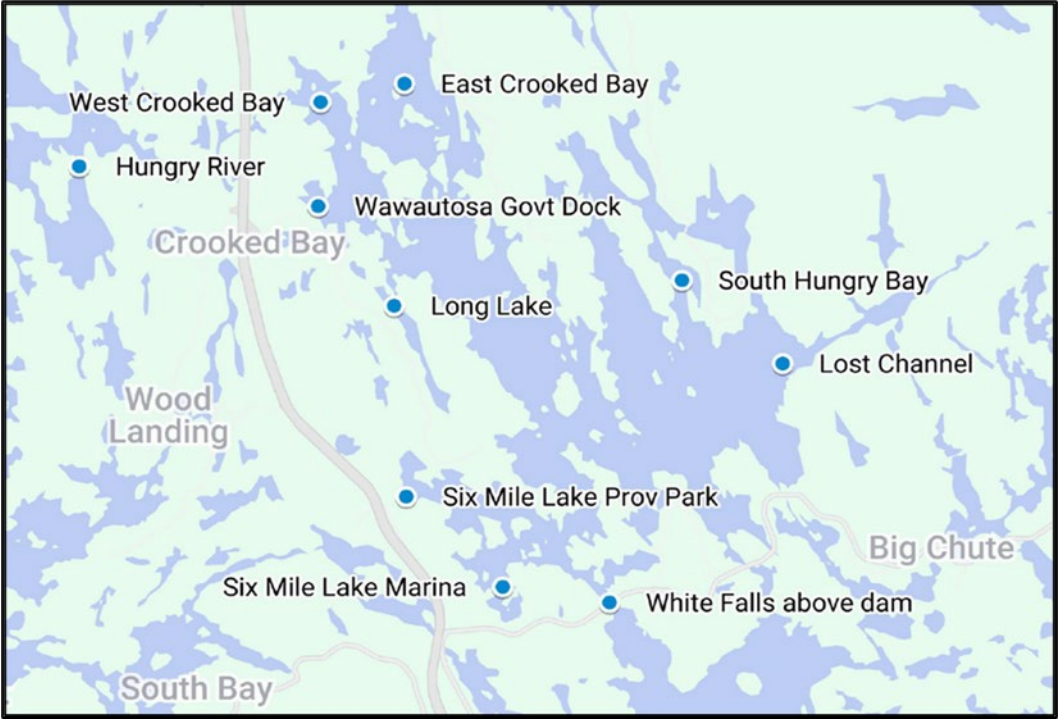 East Crooked Bay
West Crooked Bay
Hungry River
Wawautosa Govt Dock
Crooked Bay
South Hungry Bay
Long Lake
Lost Channel
Wood
Landing
Six Mile Lake Prov Park
Big Chute
Six Mile Lake Marina
White Falls above dam
South Bay